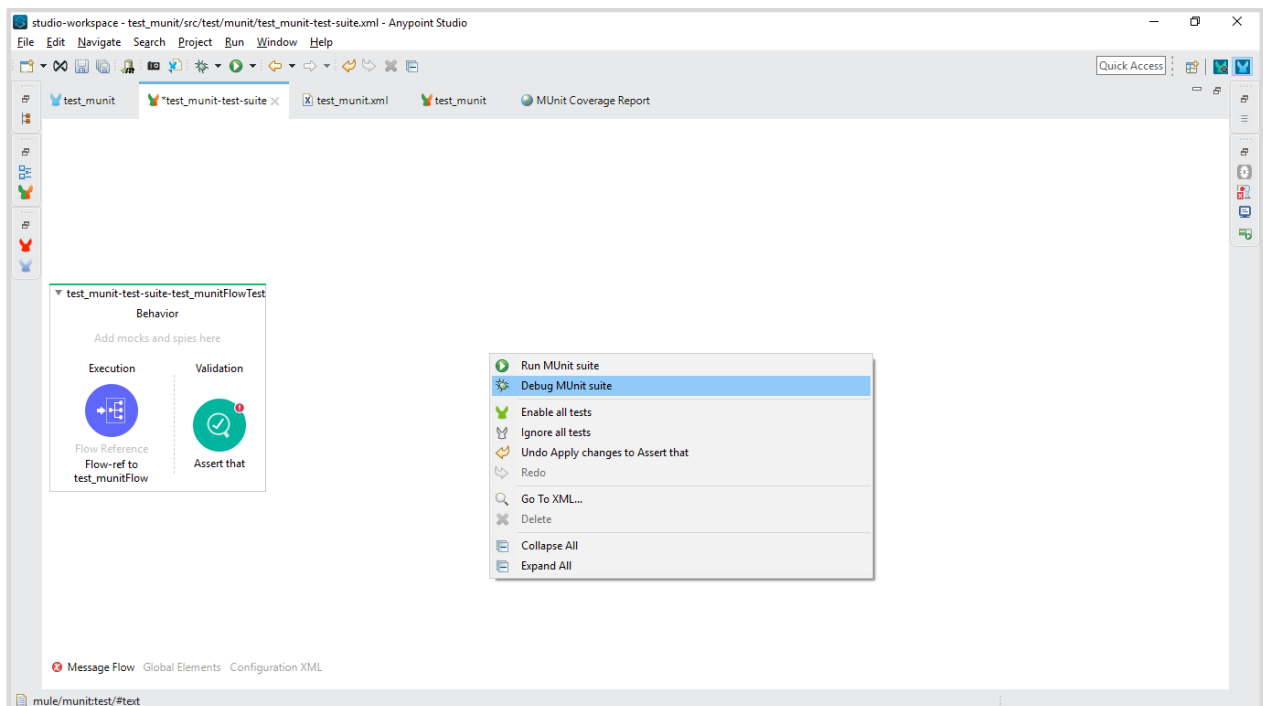 studio-workspace - test_munit/src/test/munit/test_munit-test-suite.xml - Anypoint Studio
File Edit Navigate Search Project Run Window Help
Quick Access
test_munit *test_munit-test-suite test_munit.xml test_munit MUnit Coverage Report
test_munit-test-suite-test_munitFlowTest
Behavior
Add mocks and spies here
Execution Validation
Flow Reference
Flow-ref to
test_munitFlow
Assert that
Run MUnit suite
Debug MUnit suite
Enable all tests
Ignore all tests
Undo Apply changes to Assert that
Redo
Go To XML...
Delete
Collapse All
Expand All
Message Flow Global Elements Configuration XML
mule/munit:test/#text